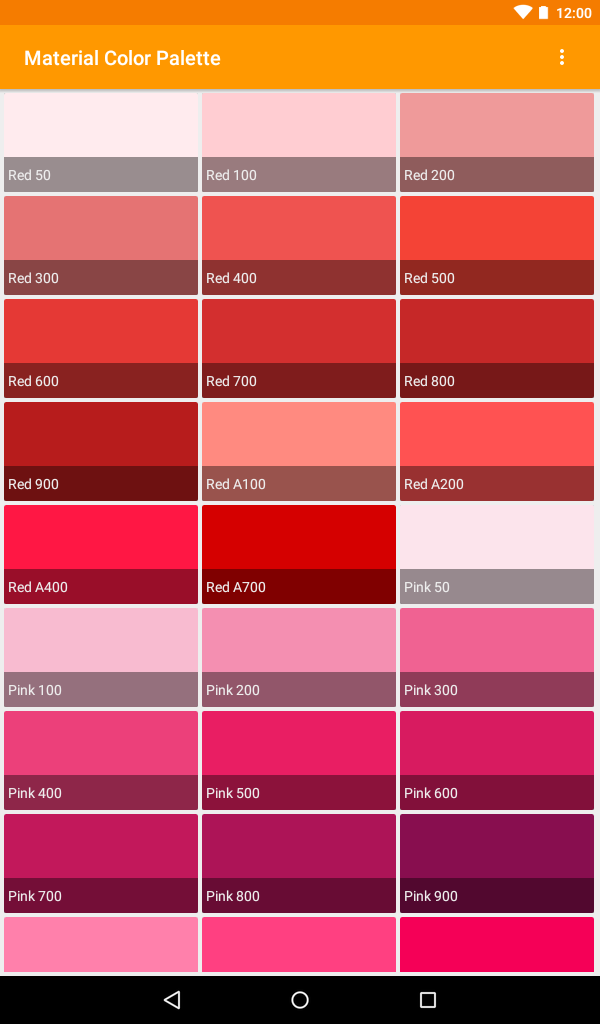 12:00
Material Color Palette
Red 50
Red 100
Red 200
Red 300
Red 400
Red 500
Red 600
Red 700
Red 800
Red 900
Red A100
Red A200
Red A400
Red A700
Pink 50
Pink 100
Pink 200
Pink 300
Pink 400
Pink 500
Pink 600
Pink 700
Pink 800
Pink 900